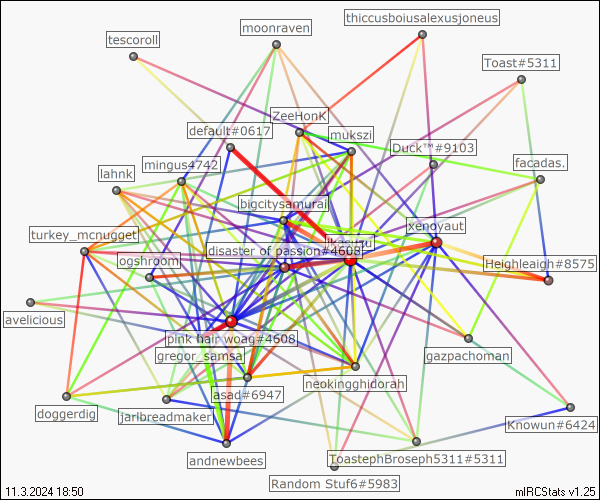 thiccusboiusalexusjoneus
moonraven
tescoroll
Toast#5311
ZeeHonK
default#0617
mukszi
Duck™#9103
mingus4742
facadas.
lahnk
bigcitysamurai
xenoyaut
turkey_mcnugget
disaster of passion#4608
ogshroom
Heighleaigh#8575
avelicious
pink hair woag#4608
gregor_samsa
gazpachoman
neokingghidorah
asad#6947
doggerdig
jarlbreadmaker
Knowun#6424
andnewbees
ToastephBroseph5311#5311
Random Stuf6#5983
11.3.2024 18:50
mIRCStats v1.25